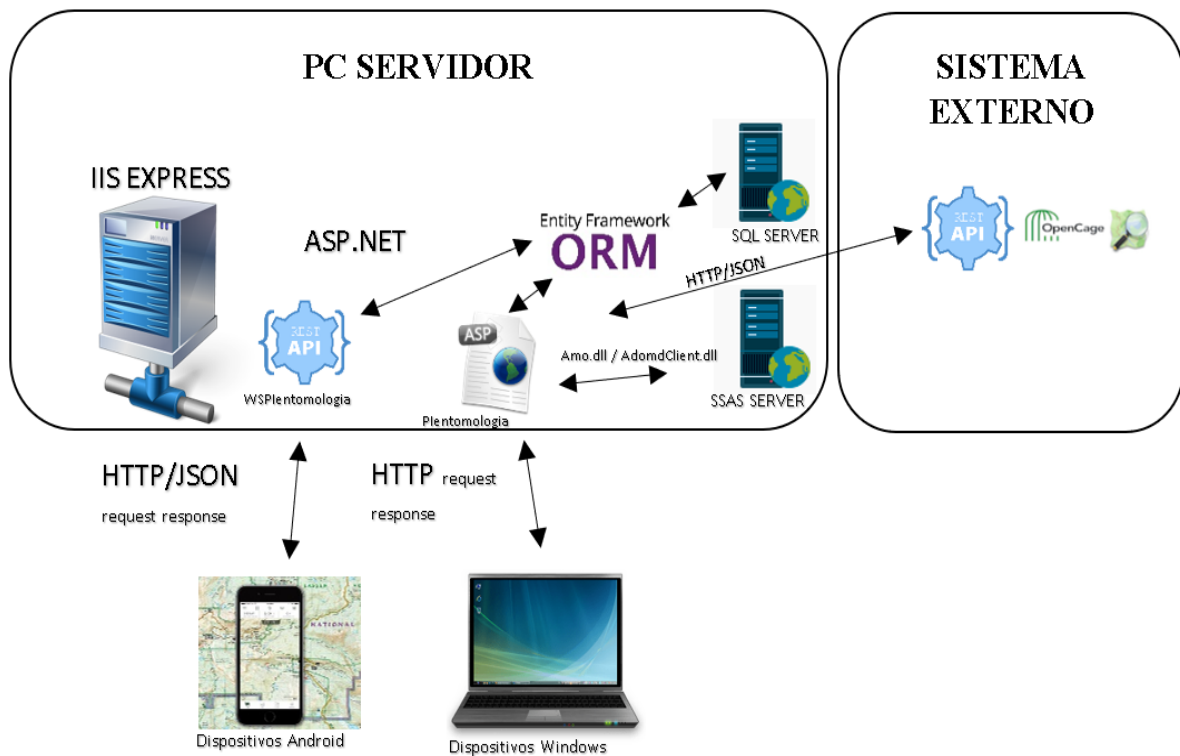 PC SERVIDOR
SISTEMA
EXTERNO
IIS EXPRESS
ASP.NET
Entity Framework
ORM
SQL SERVER
REST
API
OpenCage
HTTP/JSON
REST
API
WSPlentomologia
ASP
Amo.dll / AdomdClient.dll
Plentomologia
SSAS SERVER
HTTP/JSON
request response
HTTP request
response
NATIONAL
Dispositivos Android
Dispositivos Windows